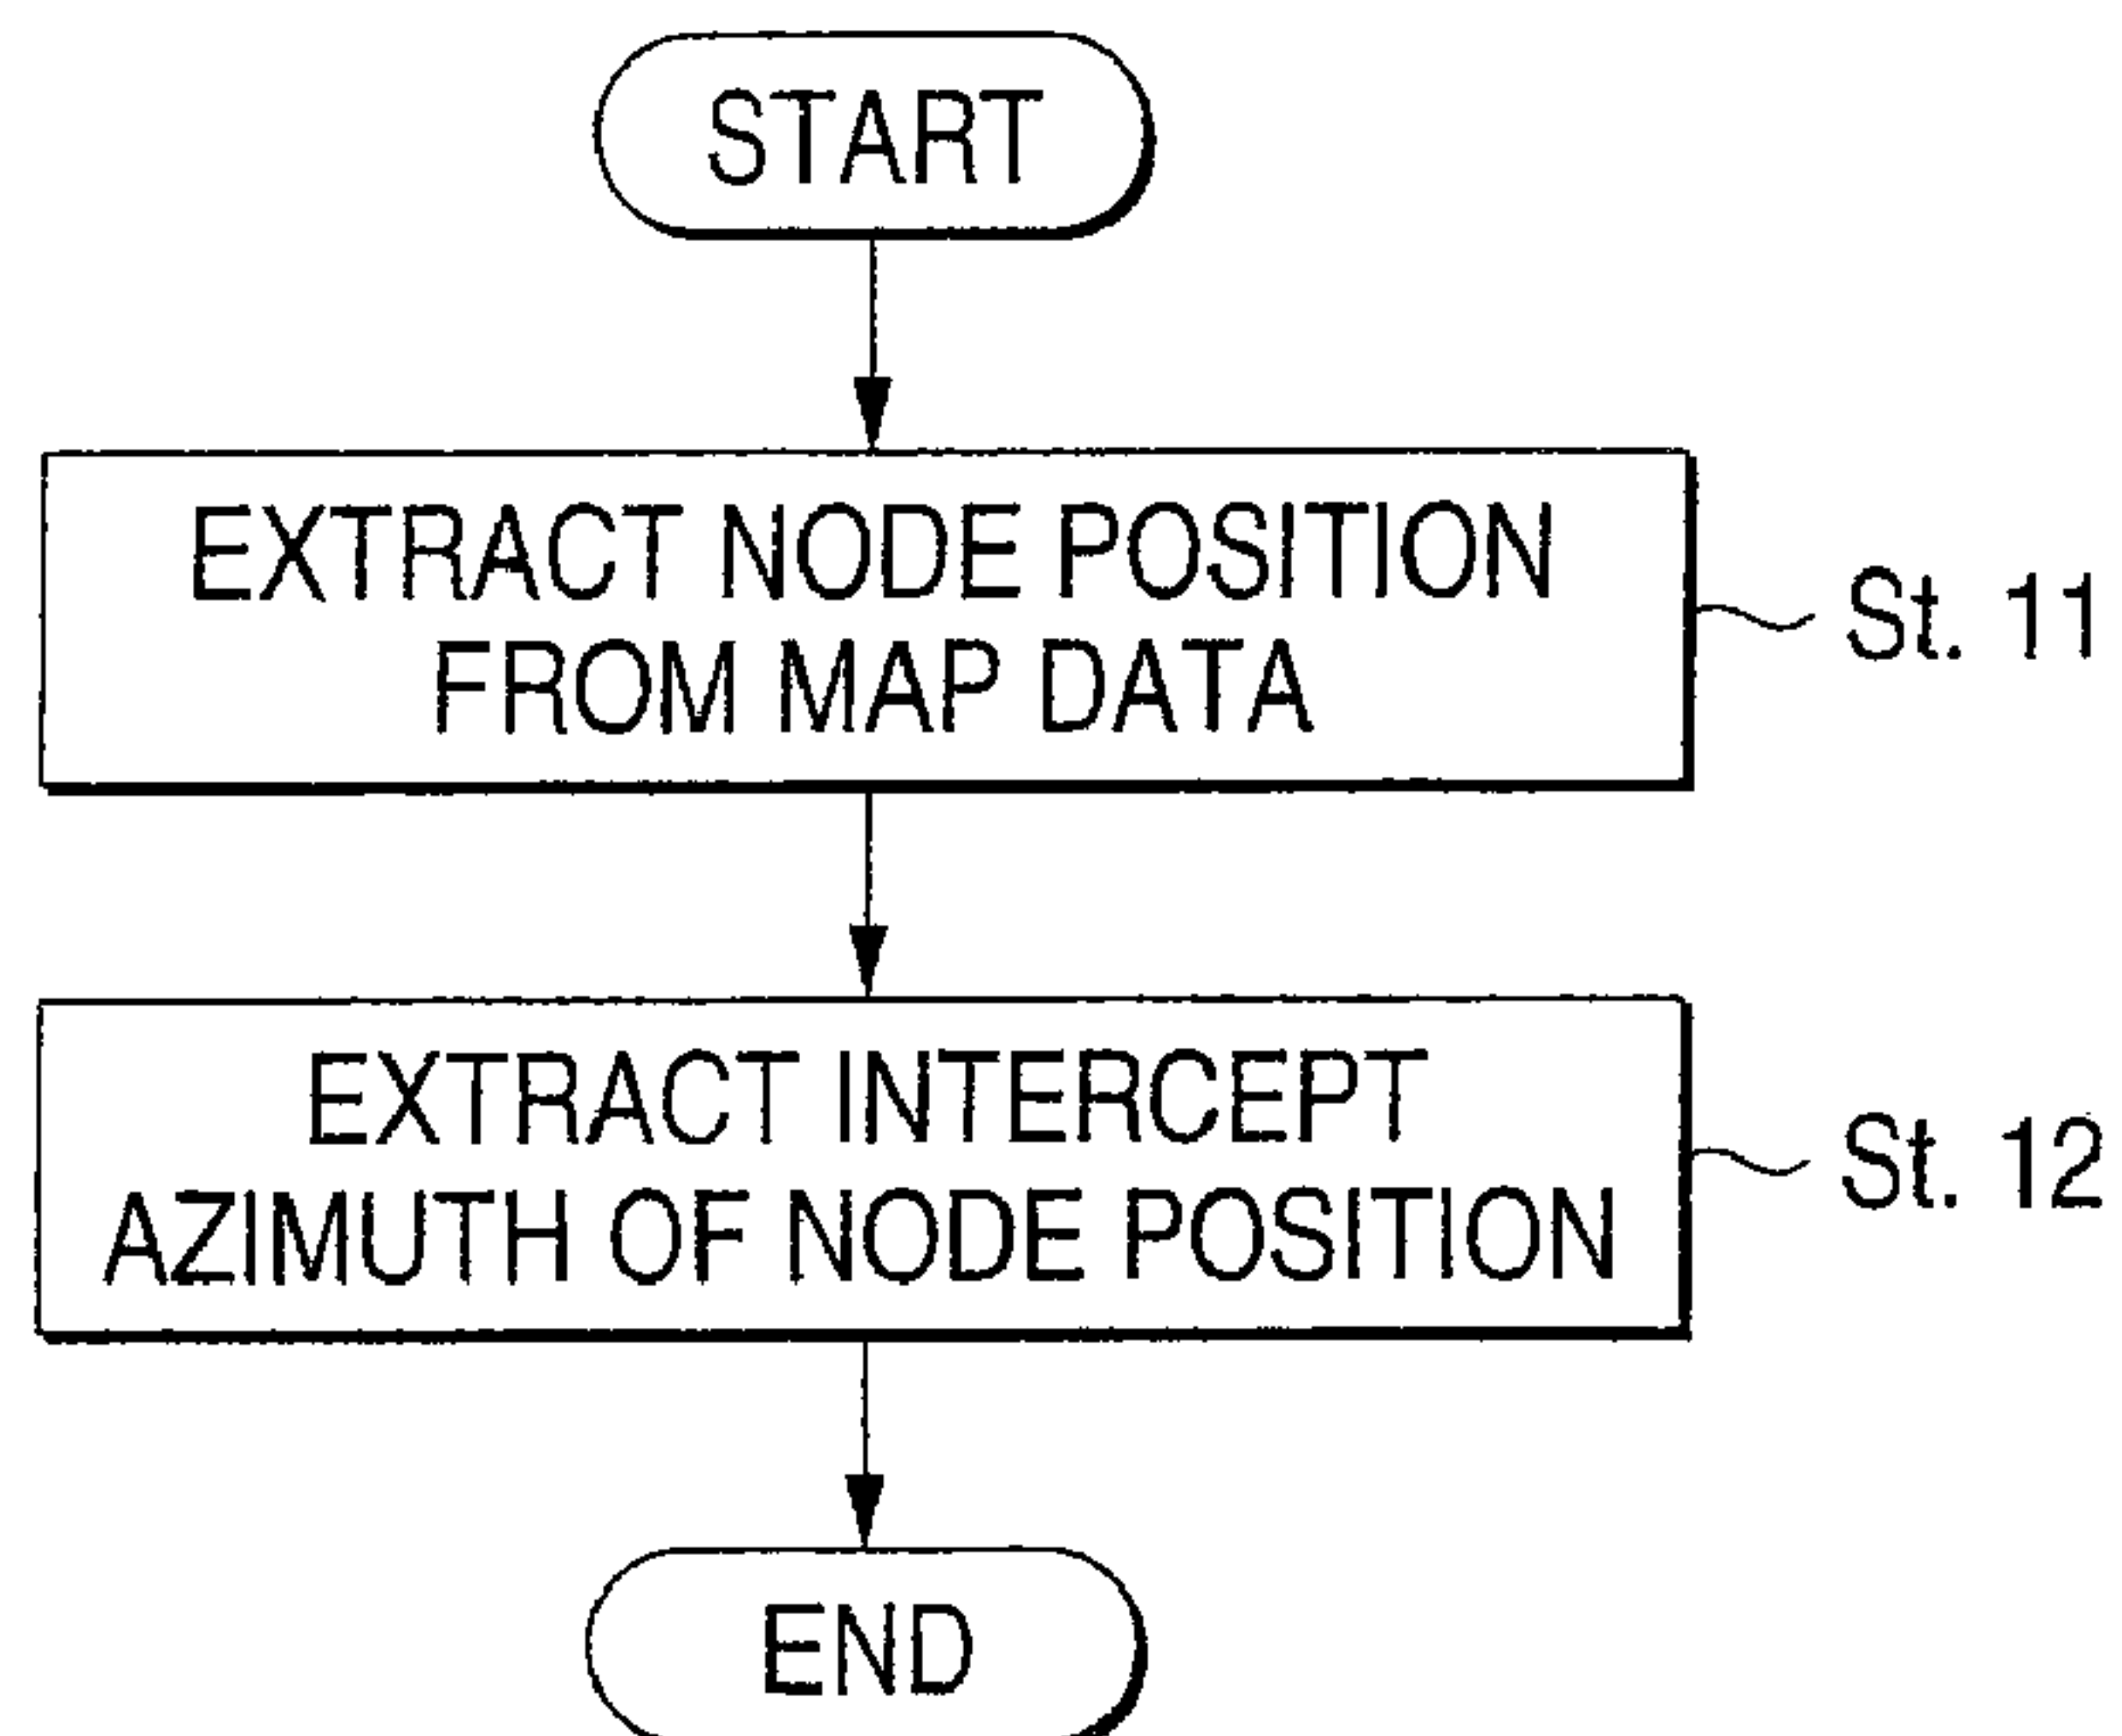 START
EXTRACT NODE POSITION
FROM MAP DATA
St. 11
EXTRACT INTERCEPT
AZIMUTH OF NODE POSITION
St. 12
END